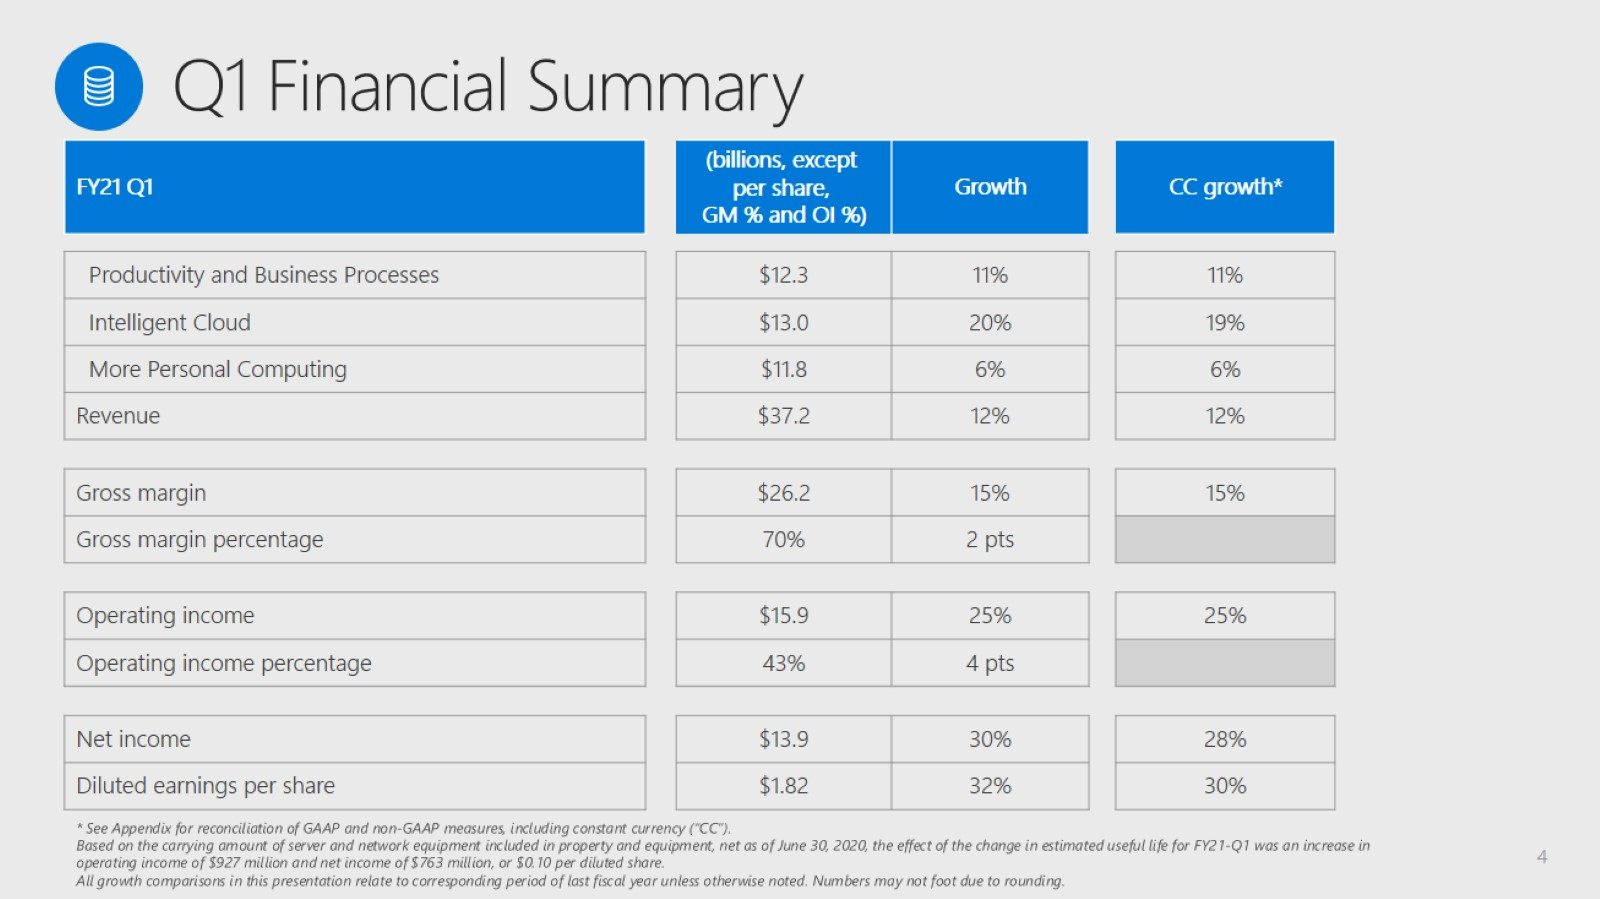 Q1 Financial Summary
FY21 Q1
(billions, except
per share,
GM % and OI %)
Growth
CC growth*
Productivity and Business Processes $12.3 11% 11%
Intelligent Cloud $13.0 20% 19%
More Personal Computing $11.8 6% 6%
Revenue $37.2 12% 12%
Gross margin $26.2 15% 15%
Gross margin percentage 70% 2 pts
Operating income $15.9 25% 25%
Operating income percentage 43% 4 pts
Net income $13.9 30% 28%
Diluted earnings per share $1.82 32% 30%
* See Appendix for reconciliation of GAAP and non-GAAP measures, including constant currency ("CC").
Based on the carrying amount of server and network equipment included in property and equipment, net as of June 30, 2020, the effect of the change in estimated useful life for FY21-Q1 was an increase in
operating income of $927 million and net income of $763 million, or $0.10 per diluted share.
All growth comparisons in this presentation relate to corresponding period of last fiscal year unless otherwise noted. Numbers may not foot due to rounding.
4